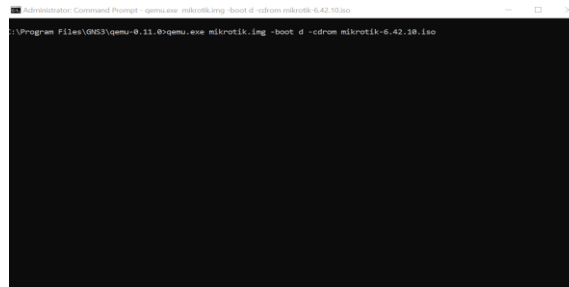 Administrator: Command Prompt - qemu.exe mikrotik.img -boot d -cdrom mikrotik-6.42.10.iso
C:\Program Files\GNS3\qemu-0.11.0>qemu.exe mikrotik.img -boot d -cdrom mikrotik-6.42.10.iso